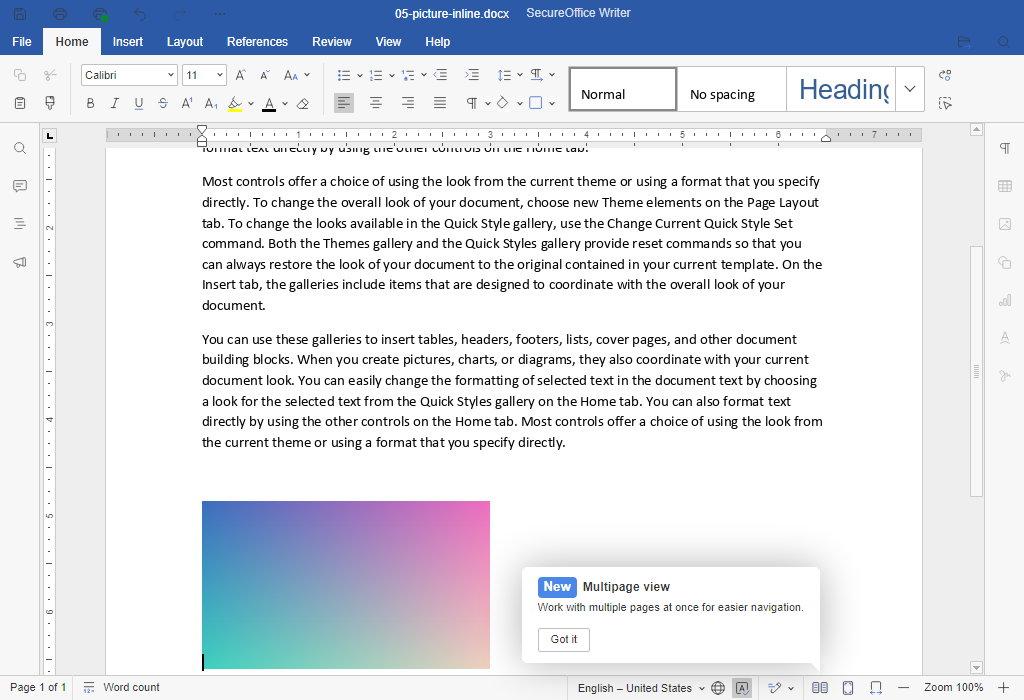 05-picture-inline.docx SecureOffice Writer
File Home Insert Layout References Review View Help
Calibri 11
Normal No spacing Heading
1 2 3 4 5 6 7
format text directly by using the other controls on the Home tab.
Most controls offer a choice of using the look from the current theme or using a format that you specify
directly. To change the overall look of your document, choose new Theme elements on the Page Layout
tab. To change the looks available in the Quick Style gallery, use the Change Current Quick Style Set
command. Both the Themes gallery and the Quick Styles gallery provide reset commands so that you
can always restore the look of your document to the original contained in your current template. On the
Insert tab, the galleries include items that are designed to coordinate with the overall look of your
document.
You can use these galleries to insert tables, headers, footers, lists, cover pages, and other document
building blocks. When you create pictures, charts, or diagrams, they also coordinate with your current
document look. You can easily change the formatting of selected text in the document text by choosing
a look for the selected text from the Quick Styles gallery on the Home tab. You can also format text
directly by using the other controls on the Home tab. Most controls offer a choice of using the look from
the current theme or using a format that you specify directly.
2
3
4
5
6
New Multipage view
Work with multiple pages at once for easier navigation.
Got it
Page 1 of 1 Word count English – United States Zoom 100%